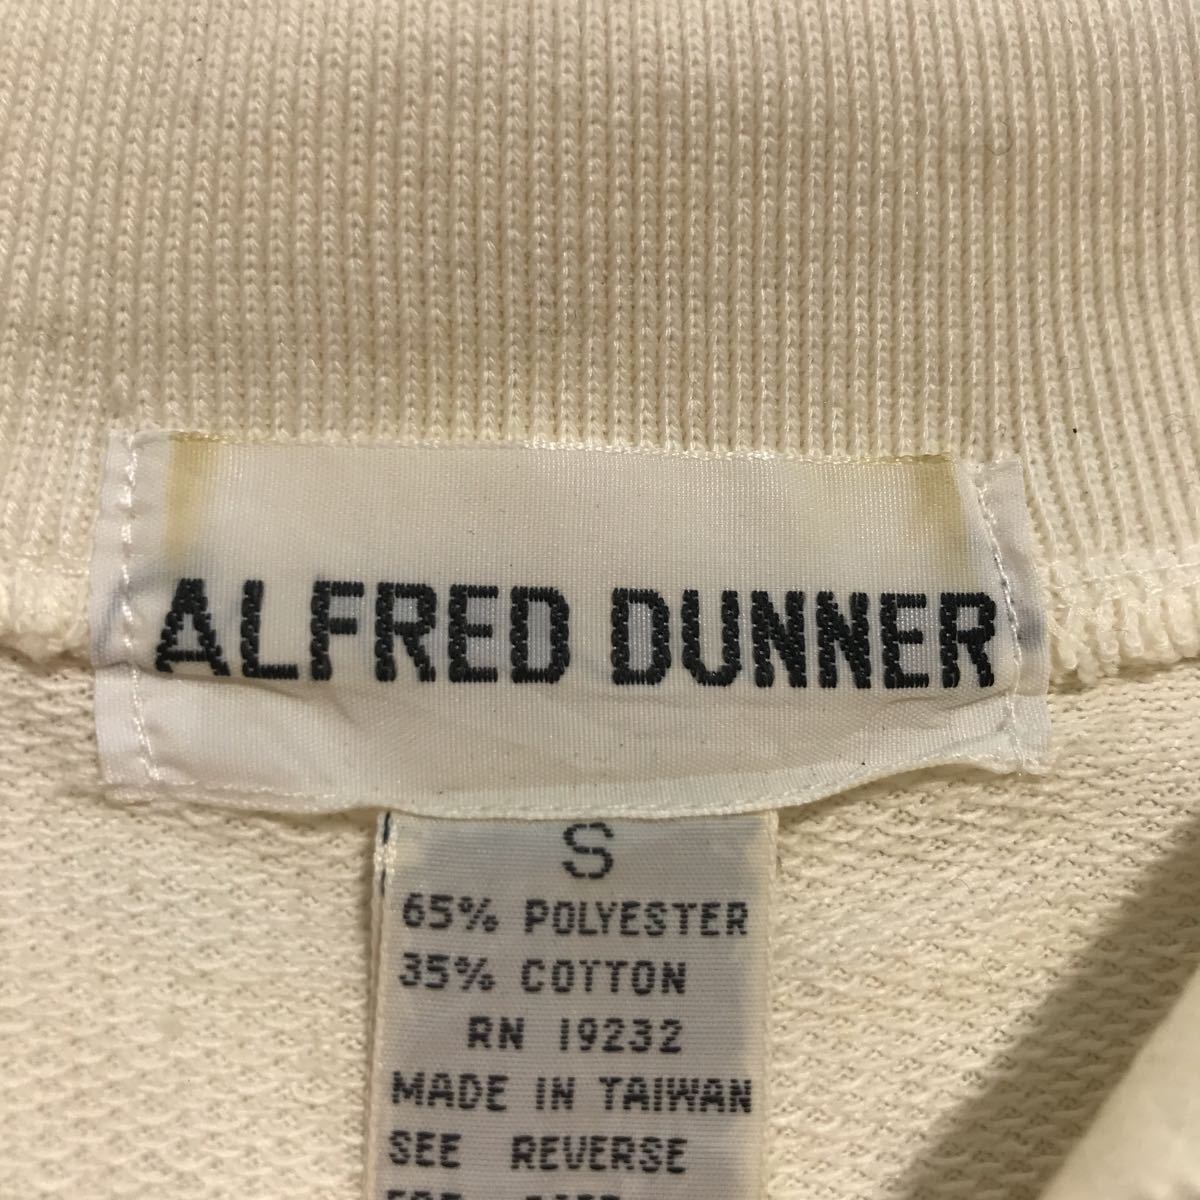 ALFRED DUNNER
S
65% POLYESTER
35% COTTON
RN 19232
MADE IN TAIWAN
SEE REVERSE